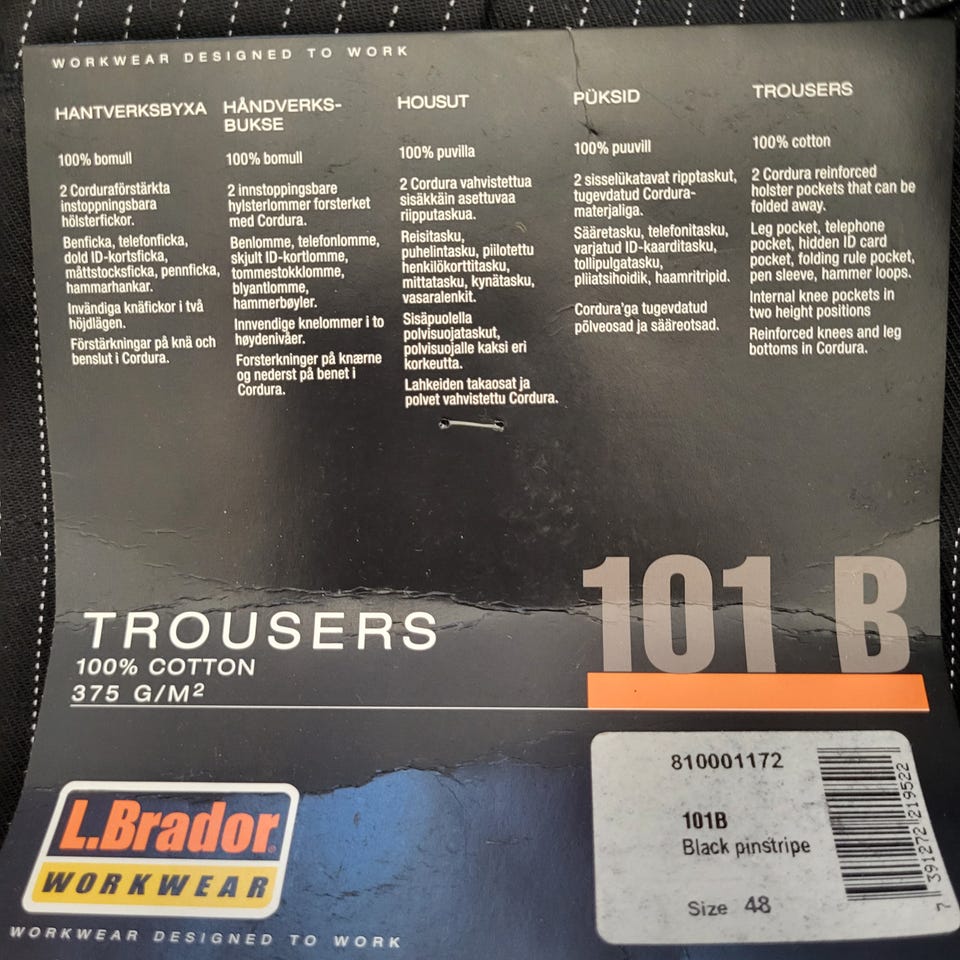 WORKWEAR DESIGNED TO WORK
HANTVERKSBYXA
100% bomull
2 Corduraförstärkta
instoppningsbara
hölsterfickor.
Benficka, telefonficka,
dold ID-kortsficka,
måttstocksficka, pennficka,
hammarhankar.
Invändiga knäfickor i två
höjdlägen.
Förstärkningar på knä och
benslut i Cordura.
HÅNDVERKS-
BUKSE
100% bomull
2 innstoppingsbare
hylsterlommer forsterket
med Cordura.
Benlomme, telefonlomme,
skjult ID-kortlomme,
tommestokklomme,
blyantlomme,
hammerbøyler.
Innvendige knelommer i to
høydenivåer.
Forsterkninger på knærne
og nederst på benet i
Cordura.
HOUSUT
100% puvilla
2 Cordura vahvistettua
sisäkkäin asettuvaa
riipputaskua.
Reisitasku,
puhelintasku, piilotettu
henkilökorttitasku,
mittatasku, kynätasku,
vasaralenkit.
Sisäpuolella
polvisuojataskut,
polvisuojalle kaksi eri
korkeutta.
Lahkeiden takaosat ja
polvet vahvistettu Cordura.
PÜKSID
100% puuvill
2 sisselükatavat ripptaskut,
tugevdatud Cordura-
materjaliga.
Sääretasku, telefonitasku,
varjatud ID-kaarditasku,
tollipulgatasku,
pliiatsihoidik, haamritripid.
Cordura'ga tugevdatud
põlveosad ja sääreotsad.
TROUSERS
100% cotton
2 Cordura reinforced
holster pockets that can be
folded away.
Leg pocket, telephone
pocket, hidden ID card
pocket, folding rule pocket,
pen sleeve, hammer loops.
Internal knee pockets in
two height positions
Reinforced knees and leg
bottoms in Cordura.
101 B
TROUSERS
100% COTTON
375 G/M²
810001172
101B
Black pinstripe
Size 48
7 391272 219522
L.Brador
WORKWEAR
WORKWEAR DESIGNED TO WORK